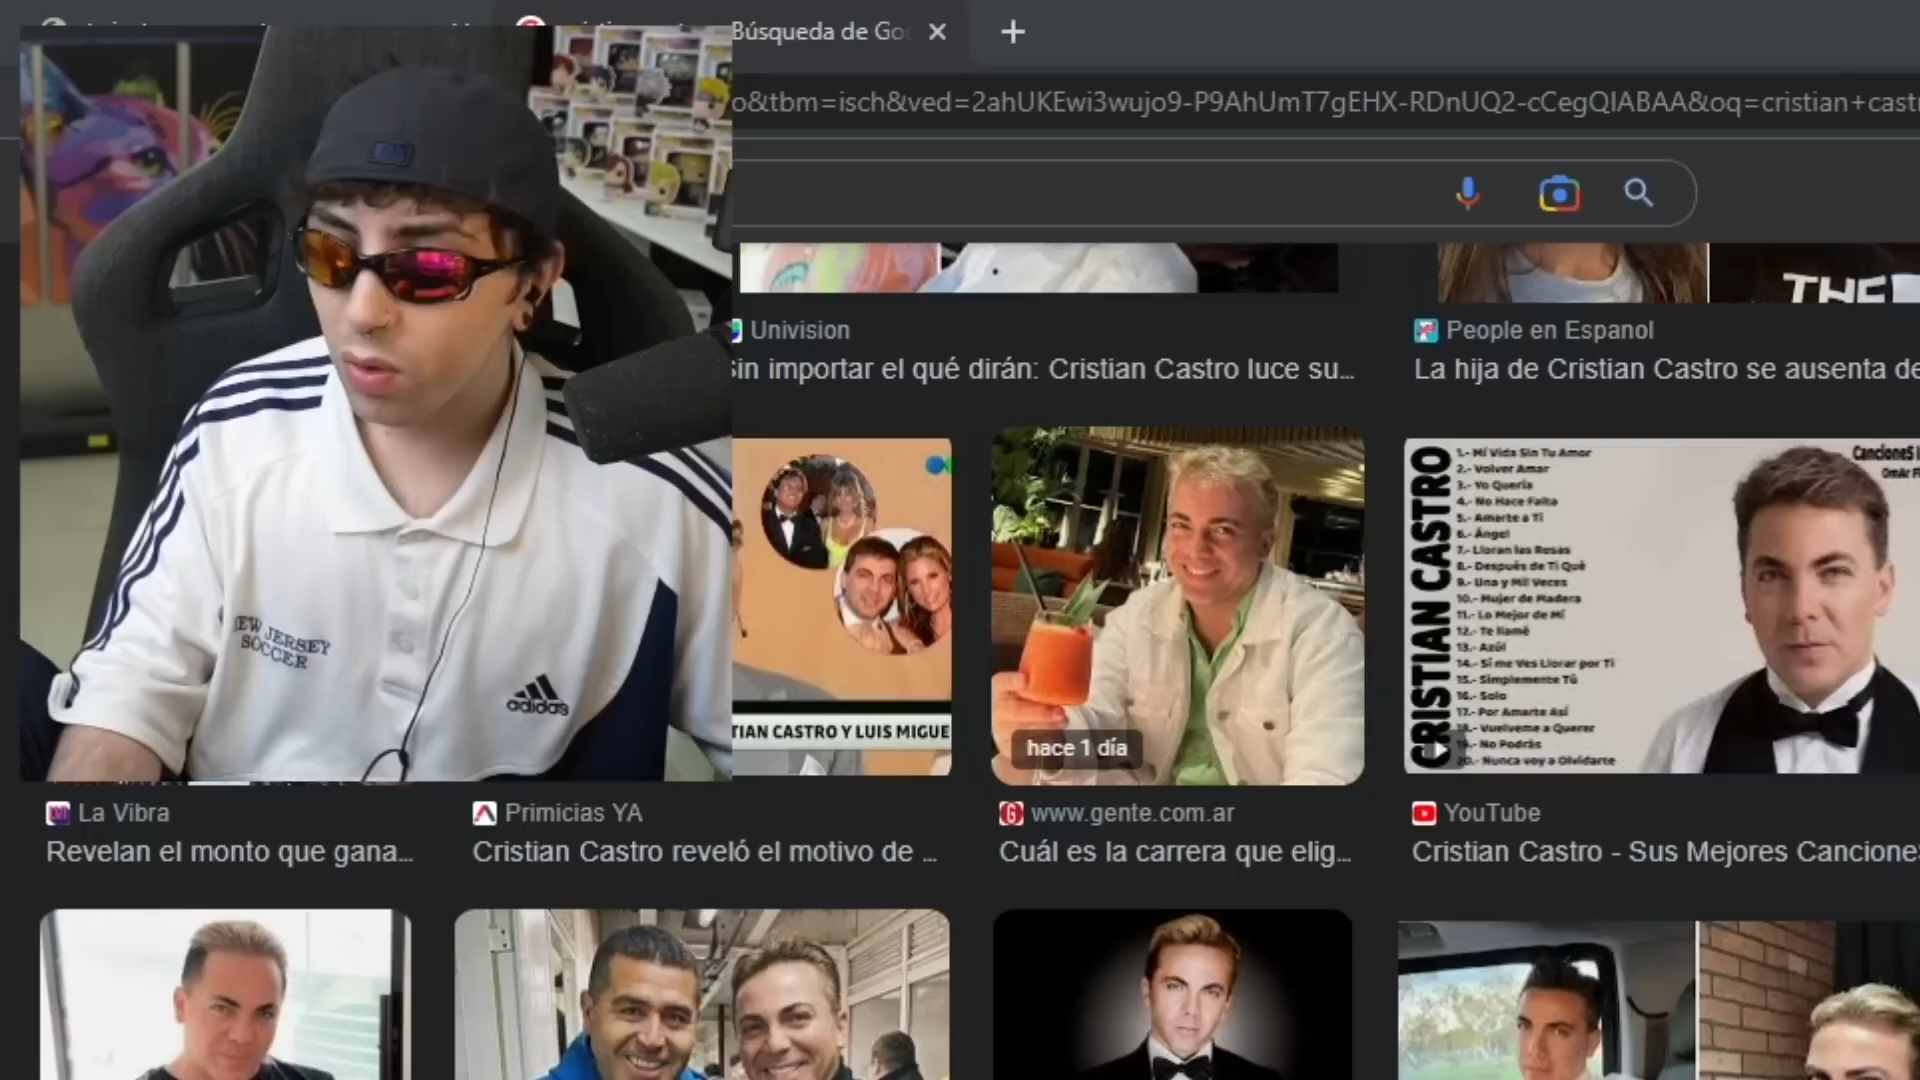 Búsqueda de Goo
o&tbm=isch&ved=2ahUKEwi3wujo9-P9AhUmT7gEHX-RDnUQ2-cCegQIABAA&oq=cristian+cast
THE
Univision
People en Espanol
Sin importar el qué dirán: Cristian Castro luce su...
La hija de Cristian Castro se ausenta de
NEW JERSEY
SOCCER
adidas
TIAN CASTRO Y LUIS MIGUE
hace 1 día
CRISTIAN CASTRO
1.- Mi Vida Sin Tu Amor
2.- Volver Amar
3.- Yo Quería
4.- No Hace Falta
5.- Amarte a Ti
6.- Ángel
7.- Lloran las Rosas
8.- Después de Ti Qué
9.- Una y Mil Veces
10.- Mujer de Madera
11.- Lo Mejor de Mí
12.- Te llamé
13.- Azúl
14.- Si me Ves Llorar por Ti
15.- Simplemente Tú
16.- Solo
17.- Por Amarte Así
18.- Vuelveme a Querer
19.- No Podrás
20.- Nunca voy a Olvidarte
CancioneS
OmAr
La Vibra
Primicias YA
www.gente.com.ar
YouTube
Revelan el monto que gana...
Cristian Castro reveló el motivo de ...
Cuál es la carrera que elig...
Cristian Castro - Sus Mejores Cancione